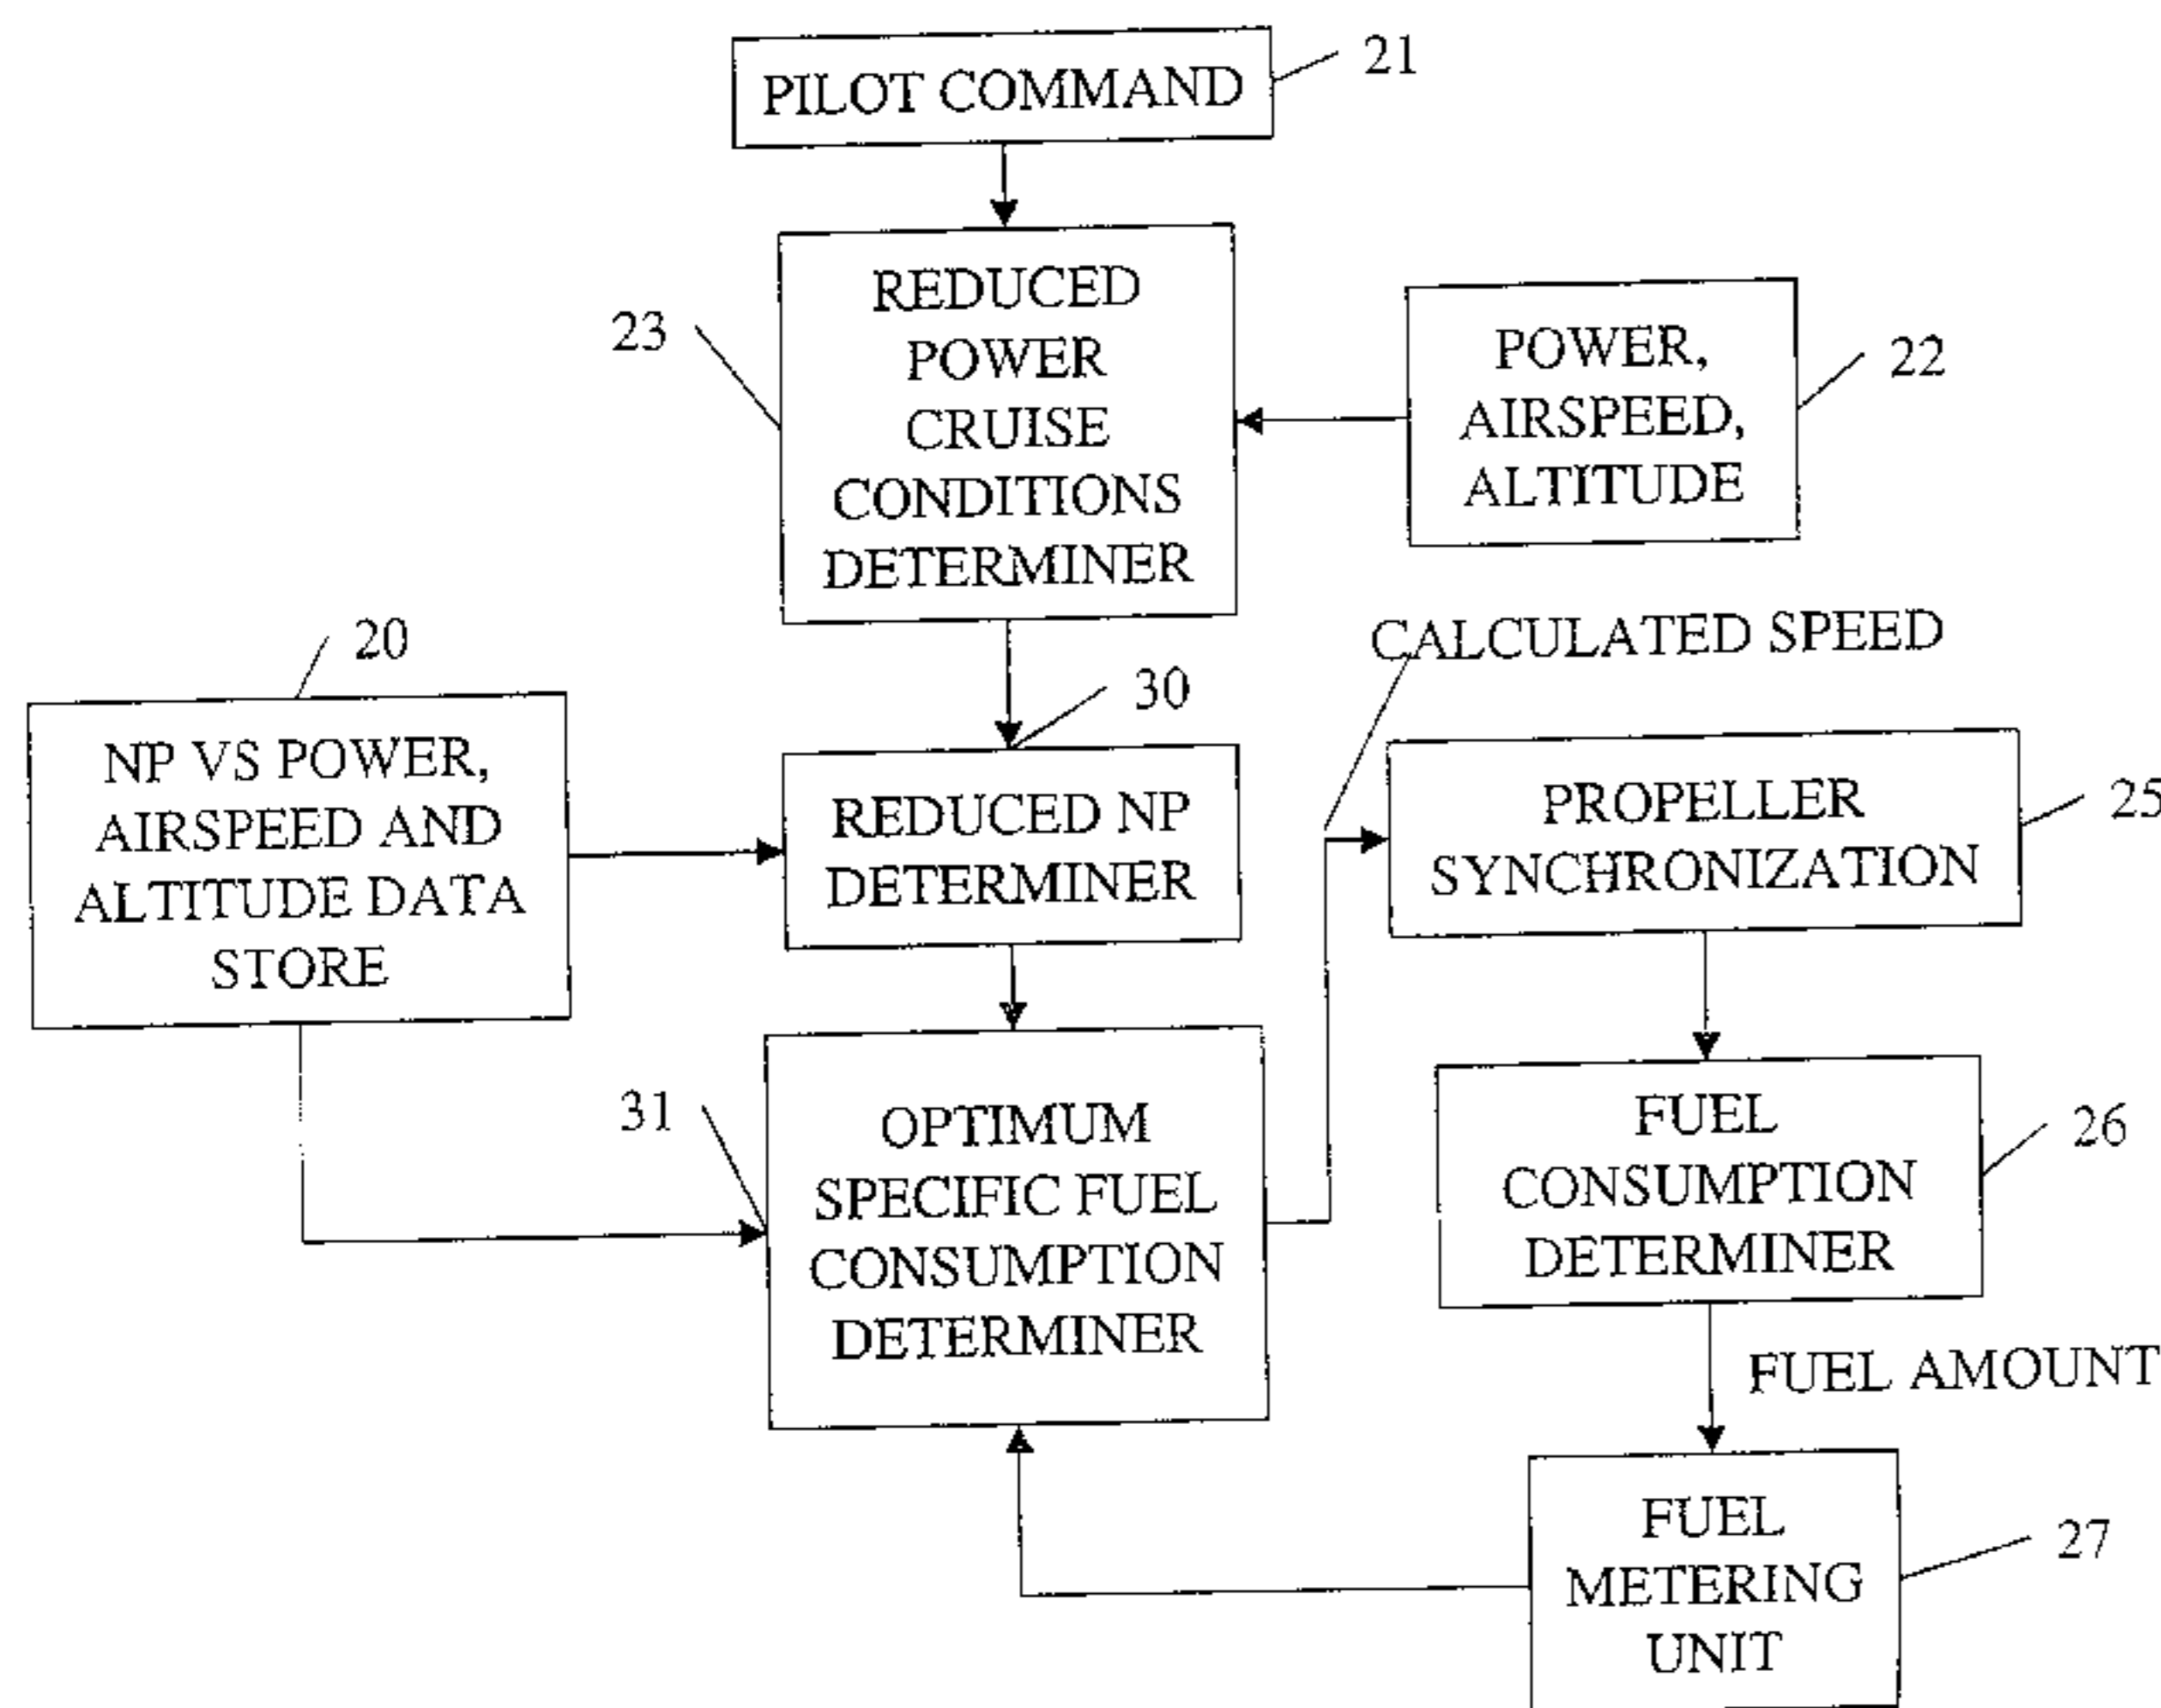 PILOT COMMAND
21
REDUCED
POWER
CRUISE
CONDITIONS
DETERMINER
23
POWER,
AIRSPEED,
ALTITUDE
22
20
NP VS POWER,
AIRSPEED AND
ALTITUDE DATA
STORE
30
REDUCED NP
DETERMINER
CALCULATED SPEED
PROPELLER
SYNCHRONIZATION
25
31
OPTIMUM
SPECIFIC FUEL
CONSUMPTION
DETERMINER
FUEL
CONSUMPTION
DETERMINER
26
FUEL AMOUNT
FUEL
METERING
UNIT
27